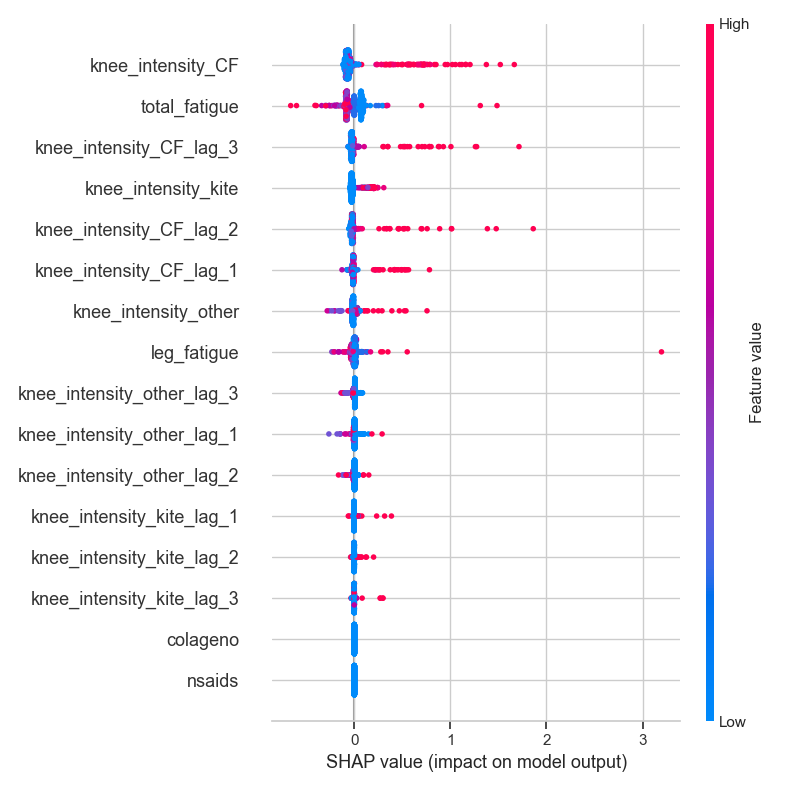 High
knee_intensity_CF
total_fatigue
knee_intensity_CF_lag_3
knee_intensity_kite
knee_intensity_CF_lag_2
knee_intensity_CF_lag_1
knee_intensity_other
leg_fatigue
knee_intensity_other_lag_3
knee_intensity_other_lag_1
knee_intensity_other_lag_2
knee_intensity_kite_lag_1
knee_intensity_kite_lag_2
knee_intensity_kite_lag_3
colageno
nsaids
Feature value
Low
0 1 2 3
SHAP value (impact on model output)